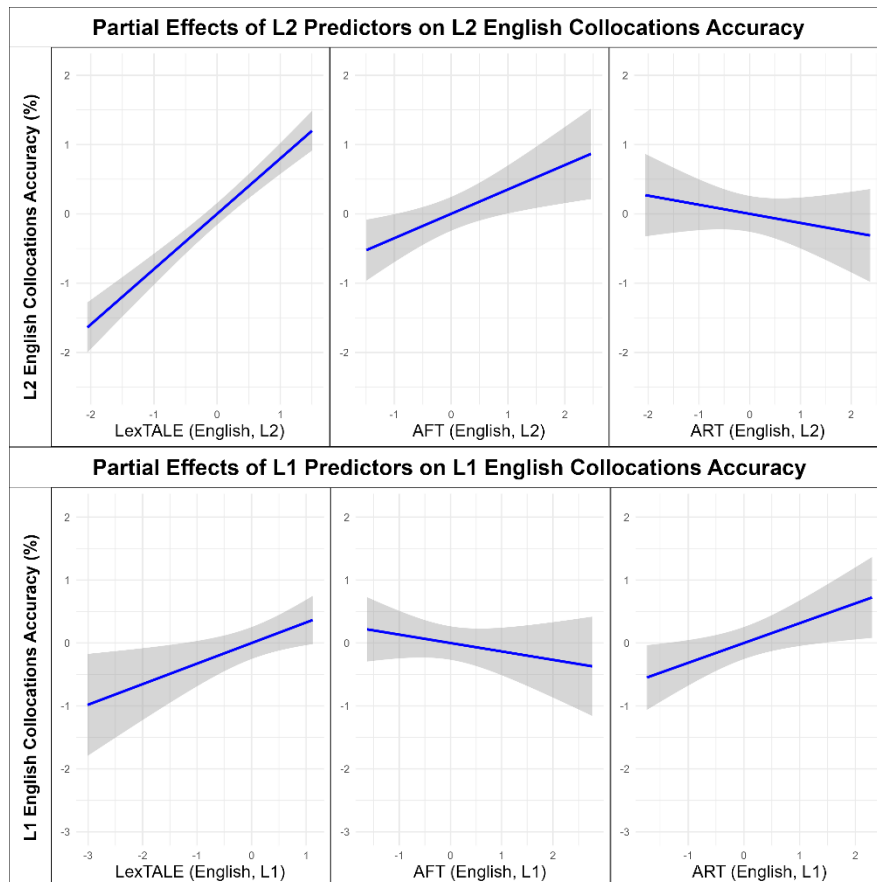 Partial Effects of L2 Predictors on L2 English Collocations Accuracy
L2 English Collocations Accuracy (%)
2
1
0
-1
-2
-2 -1 0 1
LexTALE (English, L2)
2
1
0
-1
-2
-1 0 1 2
AFT (English, L2)
2
1
0
-1
-2
-2 -1 0 1 2
ART (English, L2)
Partial Effects of L1 Predictors on L1 English Collocations Accuracy
L1 English Collocations Accuracy (%)
2
1
0
-1
-2
-3
-3 -2 -1 0 1
LexTALE (English, L1)
2
1
0
-1
-2
-3
-1 0 1 2
AFT (English, L1)
2
1
0
-1
-2
-3
-1 0 1 2
ART (English, L1)